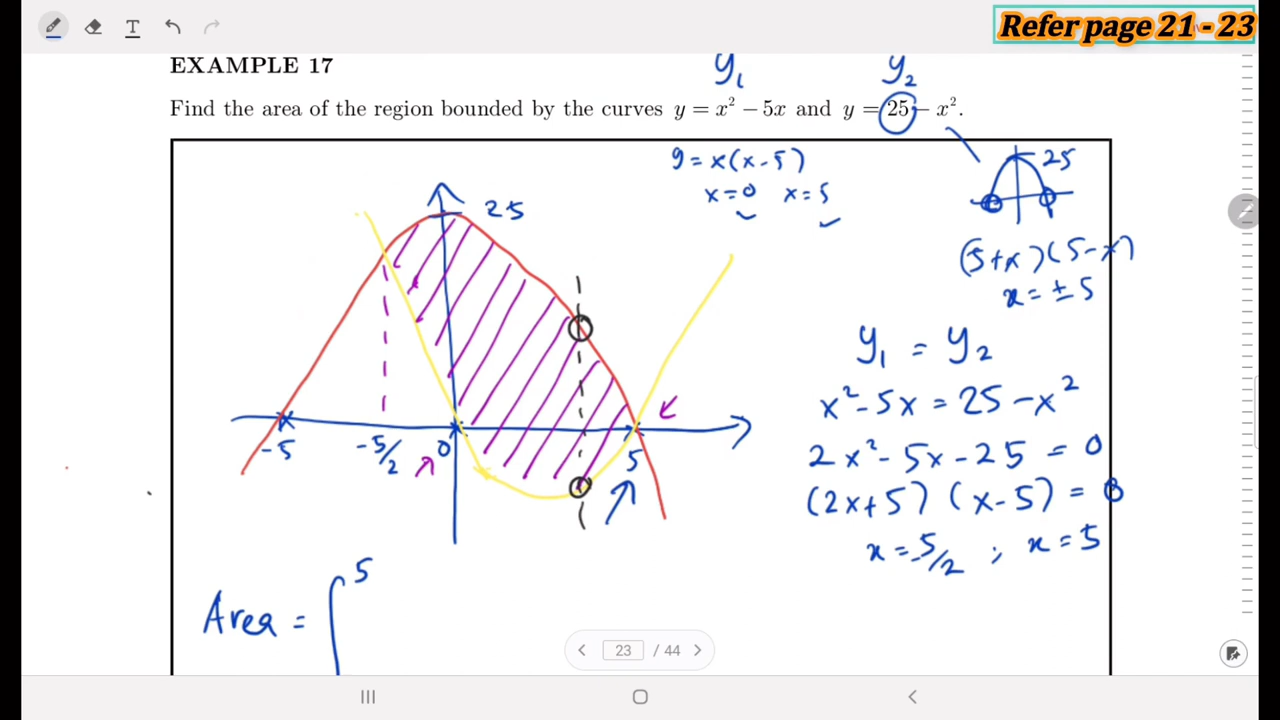 Refer page 21 - 23
EXAMPLE 17
y₁ y₂
Find the area of the region bounded by the curves y = x² − 5x and y = 25 − x².
y = x(x-5)
x=0 x=5
25
(5+x)(5-x)
x = ± 5
25
y₁ = y₂
x²-5x = 25-x²
2x²-5x-25 = 0
(2x+5) (x-5) = 0
x = -5/2 ; x = 5
-5 -5/2 0 5
Area = ∫ 5
23 / 44
T